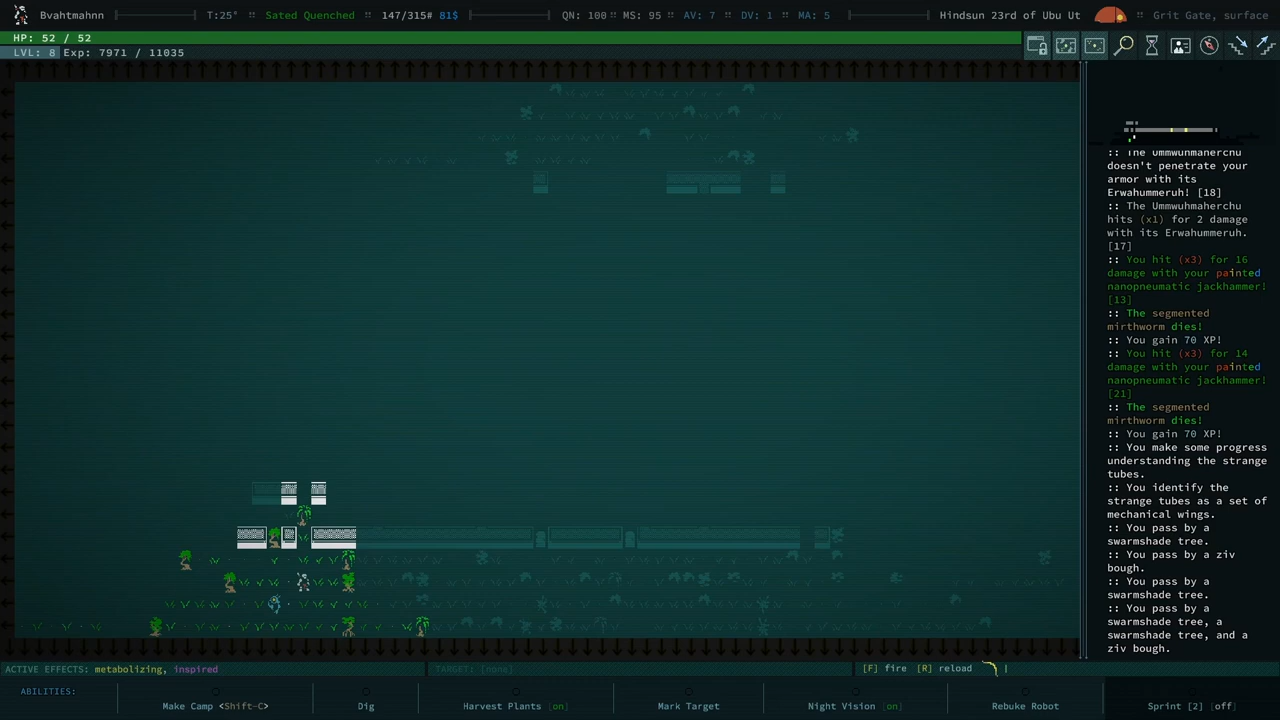 Bvahtmahnn T:25° :: Sated Quenched :: 147/315# 81$ QN: 100 :: MS: 95 :: AV: 7 :: DV: 1 :: MA: 5 Hindsun 23rd of Ubu Ut :: Grit Gate, surface
HP: 52 / 52
LVL: 8 Exp: 7971 / 11035
:: The Ummwuhmaherchu
doesn't penetrate your
armor with its
Erwahummeruh! [18]
:: The Ummwuhmaherchu
hits (x1) for 2 damage
with its Erwahummeruh.
[17]
:: You hit (x3) for 16
damage with your painted
nanopneumatic jackhammer!
[13]
:: The segmented
mirthworm dies!
:: You gain 70 XP!
:: You hit (x3) for 14
damage with your painted
nanopneumatic jackhammer!
[21]
:: The segmented
mirthworm dies!
:: You gain 70 XP!
:: You make some progress
understanding the strange
tubes.
:: You identify the
strange tubes as a set of
mechanical wings.
:: You pass by a
swarmshade tree.
:: You pass by a ziv
bough.
:: You pass by a
swarmshade tree.
:: You pass by a
swarmshade tree, a
swarmshade tree, and a
ziv bough.
ACTIVE EFFECTS: metabolizing, inspired TARGET: [none] [F] fire [R] reload
ABILITIES: Make Camp <Shift-C> Dig Harvest Plants [on] Mark Target Night Vision [on] Rebuke Robot Sprint [2] [off]